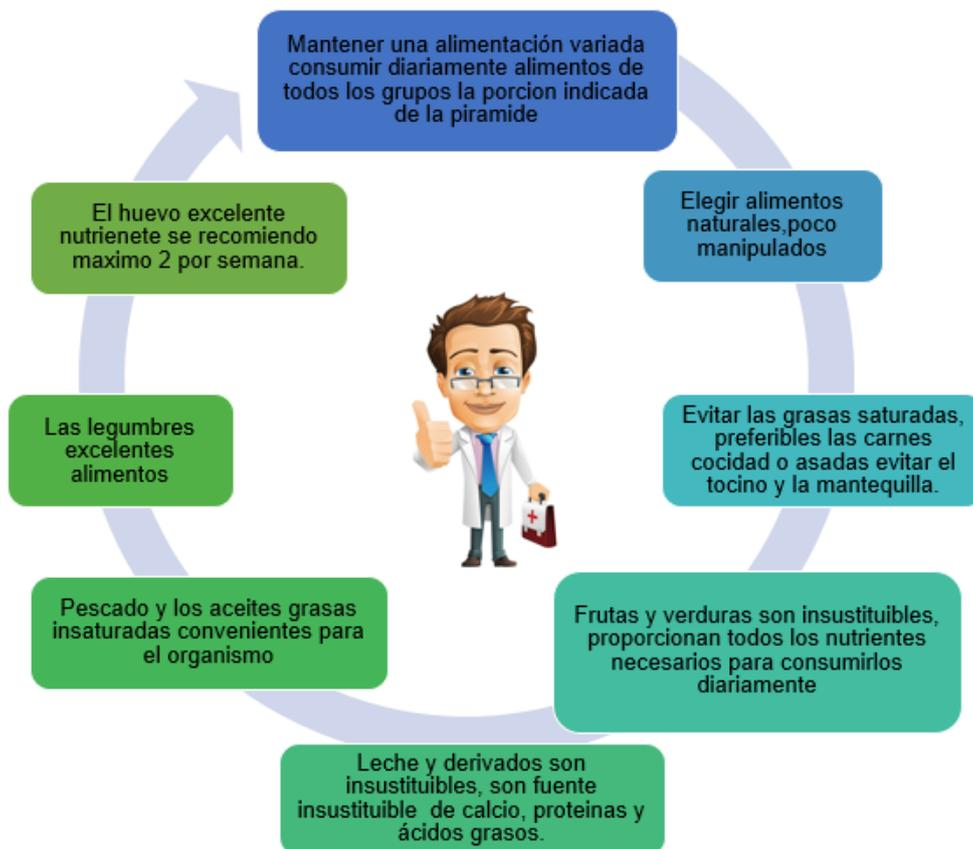 Mantener una alimentación variada
consumir diariamente alimentos de
todos los grupos la porcion indicada
de la piramide
Elegir alimentos
naturales,poco
manipulados
Evitar las grasas saturadas,
preferibles las carnes
cocidad o asadas evitar el
tocino y la mantequilla.
Frutas y verduras son insustituibles,
proporcionan todos los nutrientes
necesarios para consumirlos
diariamente
Leche y derivados son
insustituibles, son fuente
insustituible de calcio, proteinas y
ácidos grasos.
Pescado y los aceites grasas
insaturadas convenientes para
el organismo
Las legumbres
excelentes
alimentos
El huevo excelente
nutrienete se recomiendo
maximo 2 por semana.